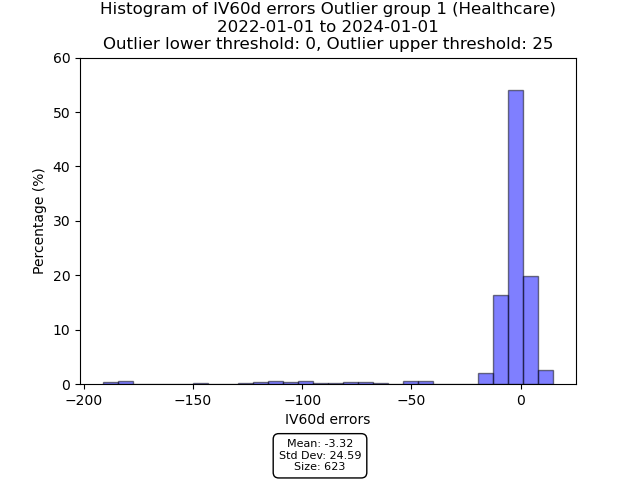 Histogram of IV60d errors Outlier group 1 (Healthcare)
2022-01-01 to 2024-01-01
Outlier lower threshold: 0, Outlier upper threshold: 25
60
50
40
30
20
10
0
Percentage (%)
−200
−150
−100
−50
0
IV60d errors
Mean: -3.32
Std Dev: 24.59
Size: 623